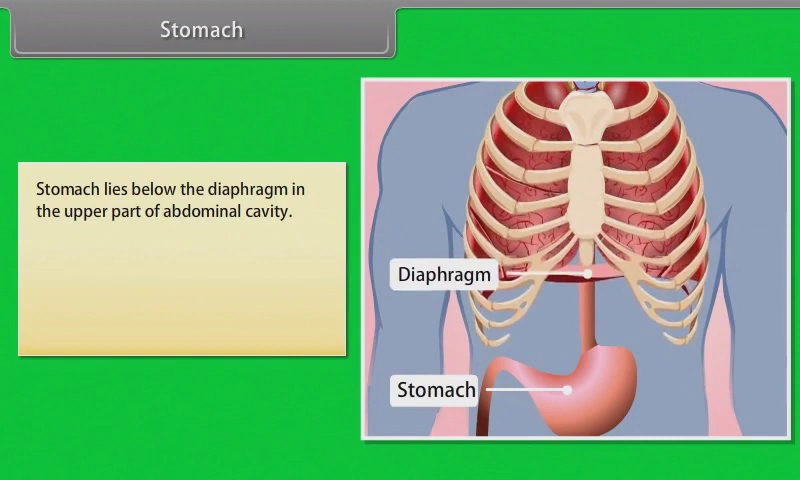 Stomach
Stomach lies below the diaphragm in
the upper part of abdominal cavity.
Diaphragm
Stomach